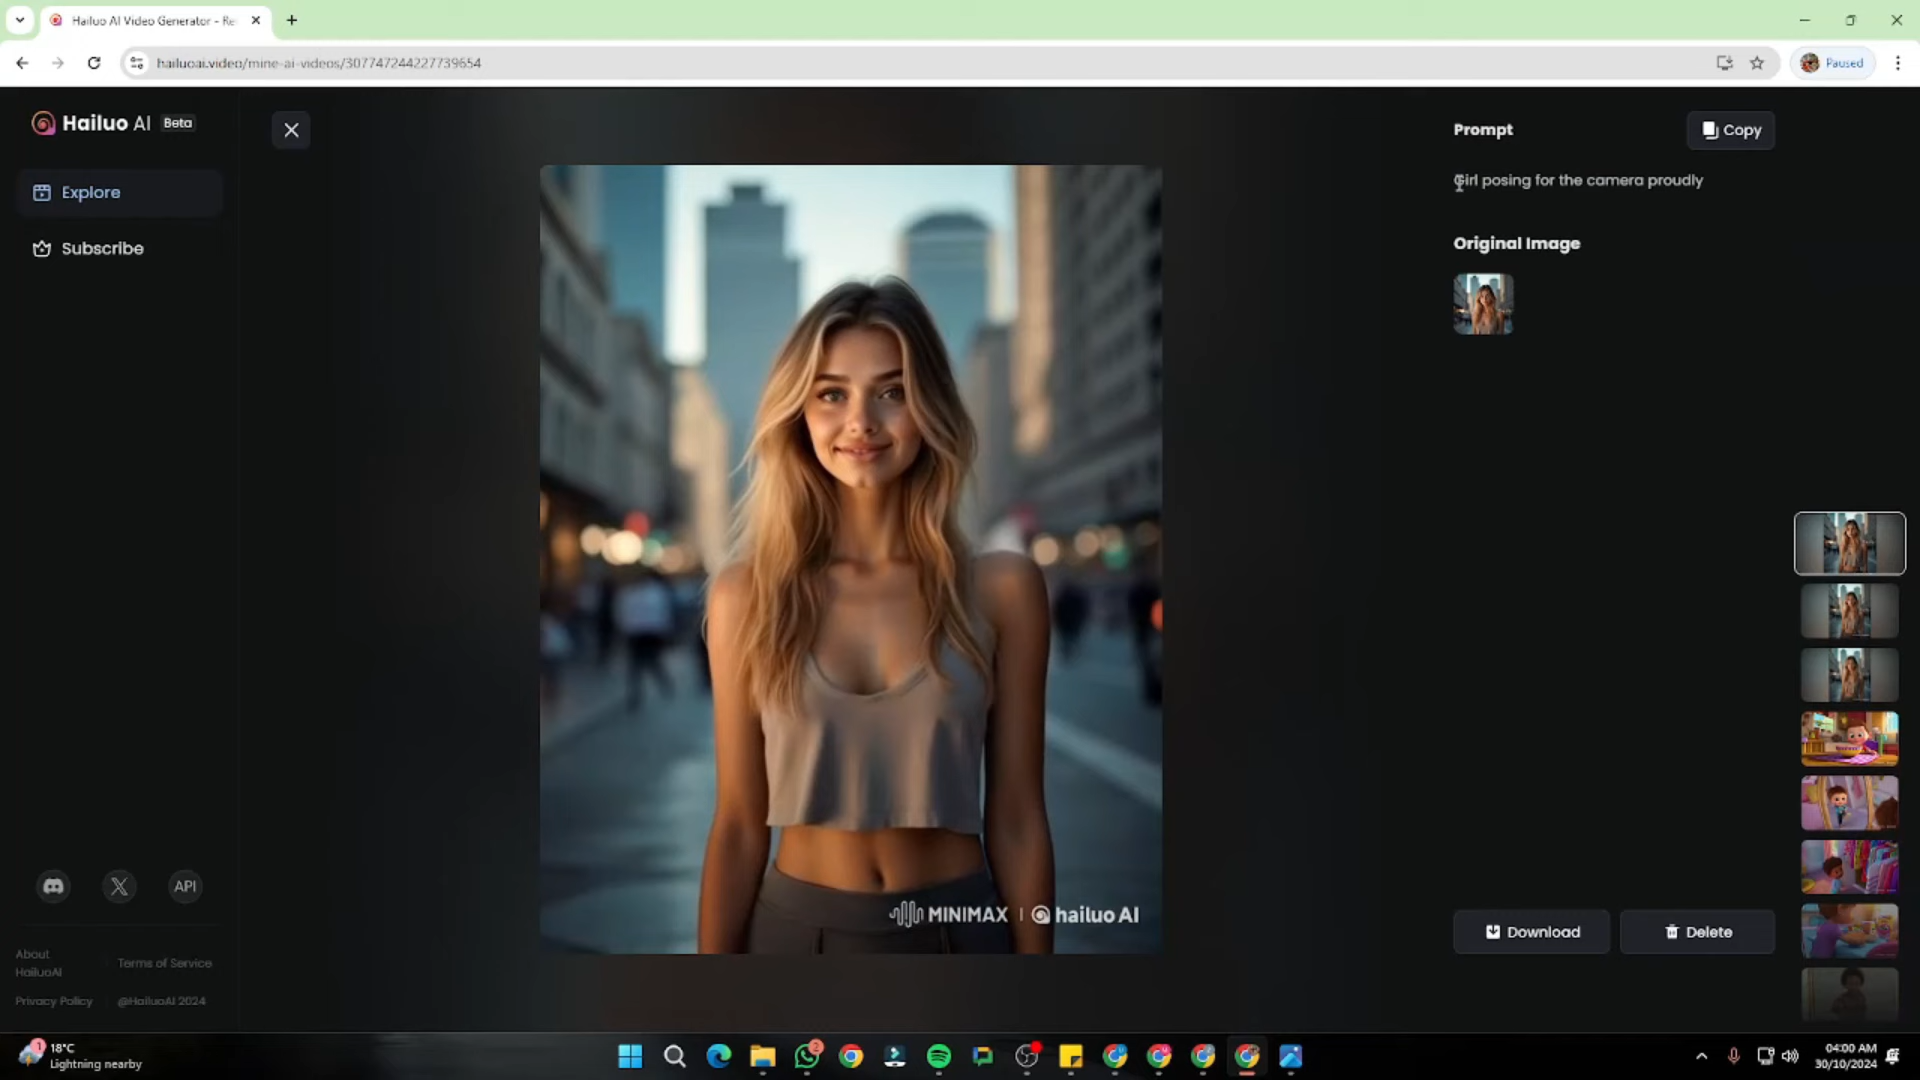 Hailuo AI Video Generator - Re
hailuoai.video/mine-ai-videos/307747244227739654
Paused
Hailuo AI Beta
Explore
Subscribe
Prompt
Copy
Girl posing for the camera proudly
Original Image
MINIMAX | hailuo AI
Download
Delete
API
About
HailuoAI
Terms of Service
Privacy Policy
@HailuoAI 2024
1
18°C
Lightning nearby
2
04:00 AM
30/10/2024